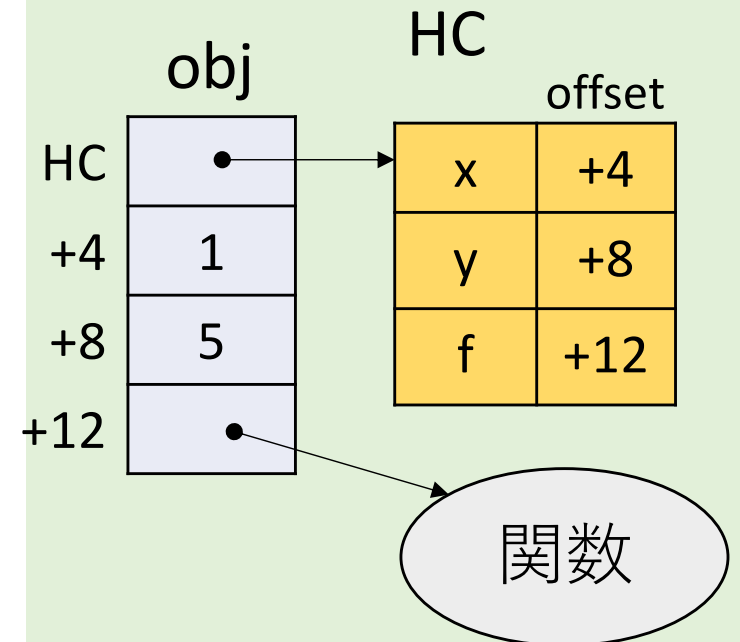 HC
obj
offset
HC
x +4
+4 1
y +8
+8 5
f +12
+12
関数